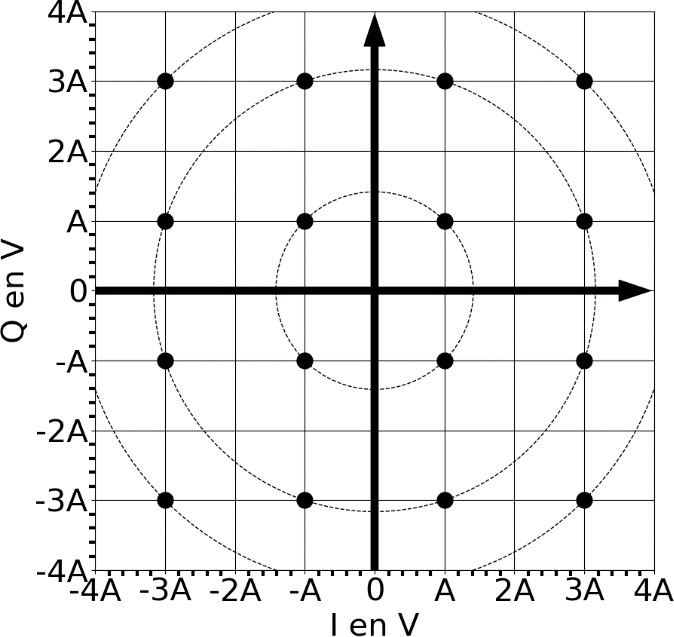 4A
3A
2A
A
0
-A
-2A
-3A
-4A
Q en V
-4A -3A -2A -A 0 A 2A 3A 4A
I en V